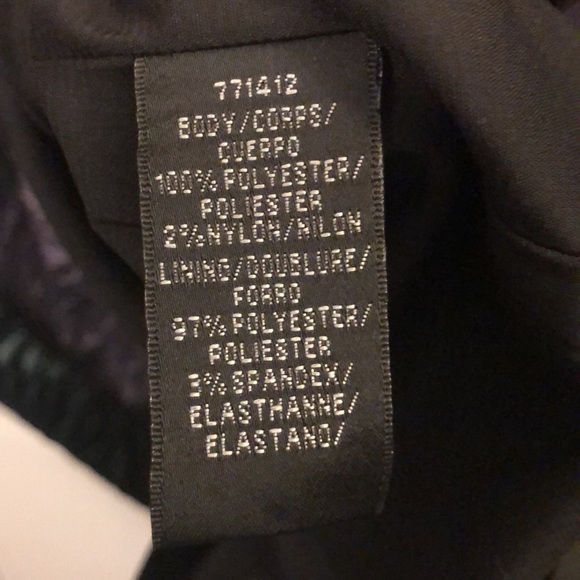 771412
BODY/CORPS/
CUERPO
100% POLYESTER/
POLIESTER
2%NYLON/NILON
LINING/DOUBLURE/
FORRO
97% POLYESTER/
POLIESTER
3%SPANDEX/
ELASTHANNE/
ELASTANO/